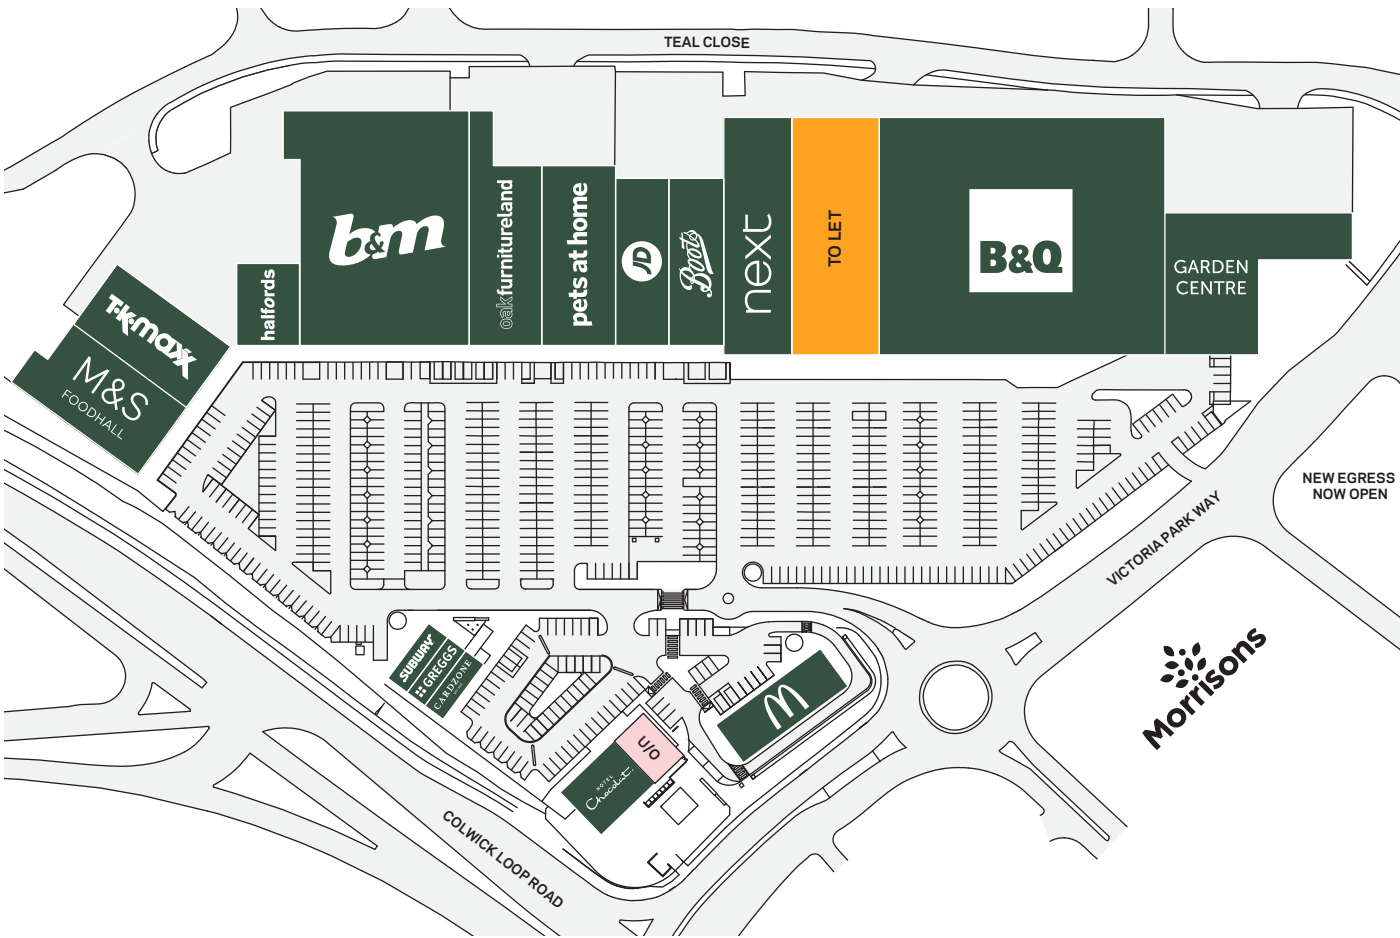 TEAL CLOSE
T·K·maxx
M&S
FOODHALL
halfords
b&m
oakfurnitureland
pets at home
JD
Boots
next
TO LET
B&Q
GARDEN
CENTRE
NEW EGRESS
NOW OPEN
VICTORIA PARK WAY
SUBWAY
GREGGS
CARDZONE
M
U/O
HOTEL
Chocolat.
Morrisons
COLWICK LOOP ROAD